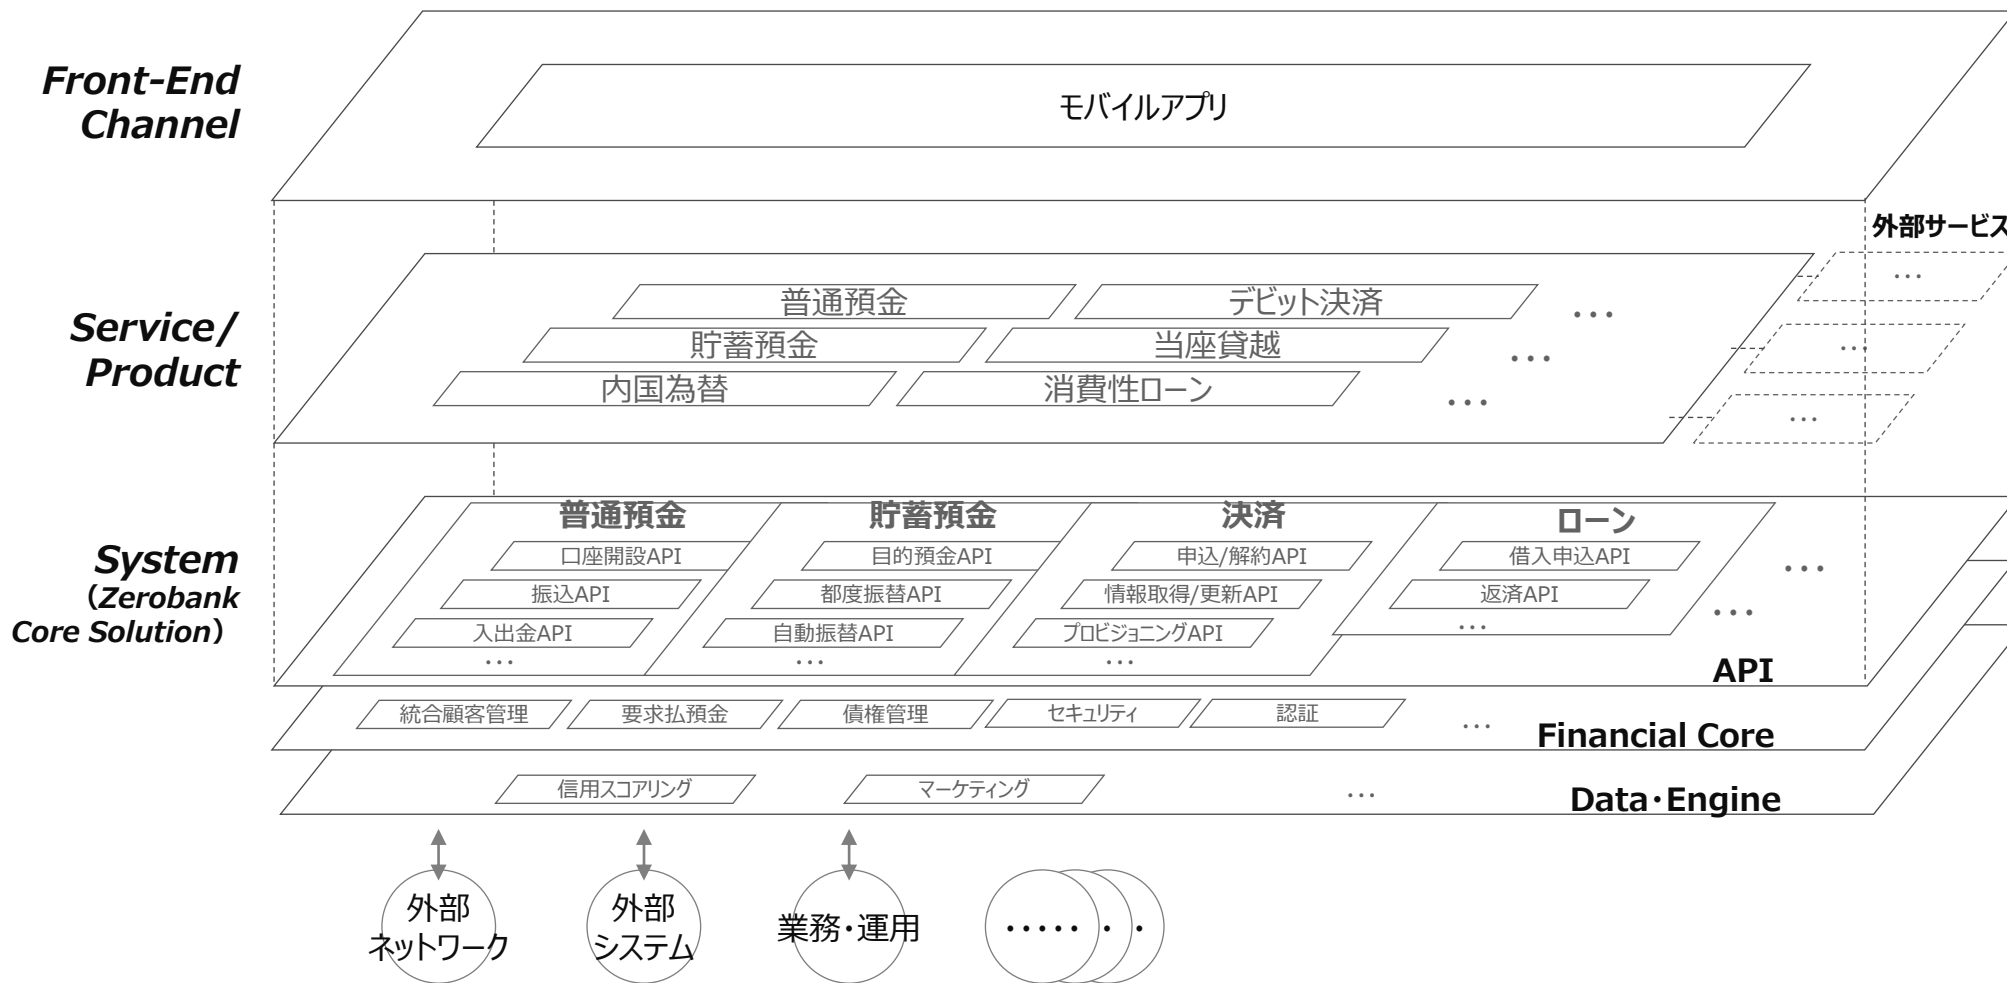 Front-End
Channel
モバイルアプリ
外部サービス
…
…
…
Service/
Product
普通預金
デビット決済
…
貯蓄預金
当座貸越
…
内国為替
消費性ローン
…
System
（Zerobank
Core Solution）
普通預金
口座開設API
振込API
入出金API
…
貯蓄預金
目的預金API
都度振替API
自動振替API
…
決済
申込/解約API
情報取得/更新API
プロビジョニングAPI
…
ローン
借入申込API
返済API
…
…
…
API
統合顧客管理
要求払預金
債権管理
セキュリティ
認証
…
Financial Core
信用スコアリング
マーケティング
…
Data・Engine
外部
ネットワーク
外部
システム
業務・運用
・・・・・・・